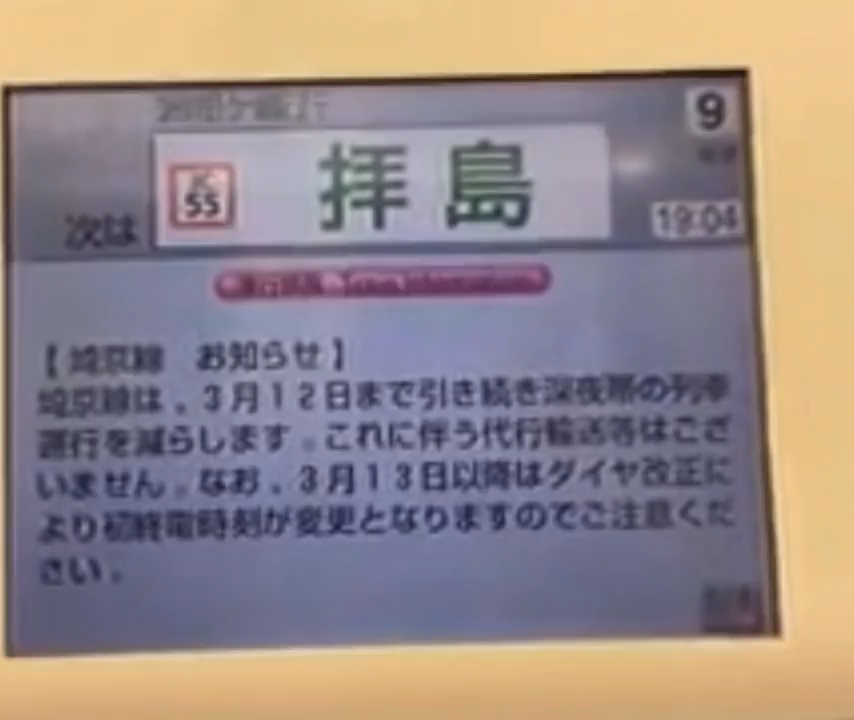 9
JC
55
拝島
次は
19:04
【埼京線　お知らせ】
埼京線は、3月12日まで引き続き深夜帯の列車
運行を減らします。これに伴う代行輸送等はござ
いません。なお、3月13日以降はダイヤ改正に
より初終電時刻が変更となりますのでご注意くだ
さい。